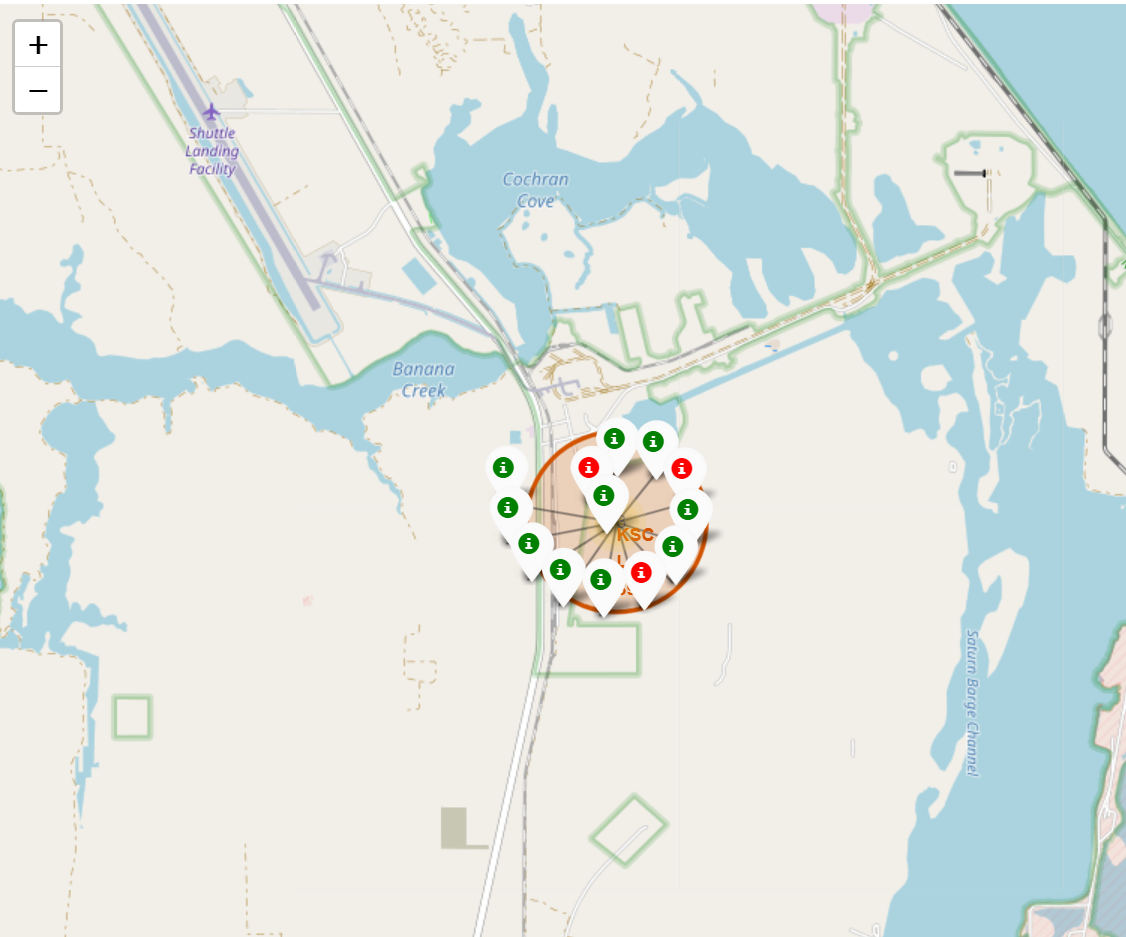 +
−
Shuttle
Landing
Facility
Cochran
Cove
Banana
Creek
KSC
L
Saturn Barge Channel